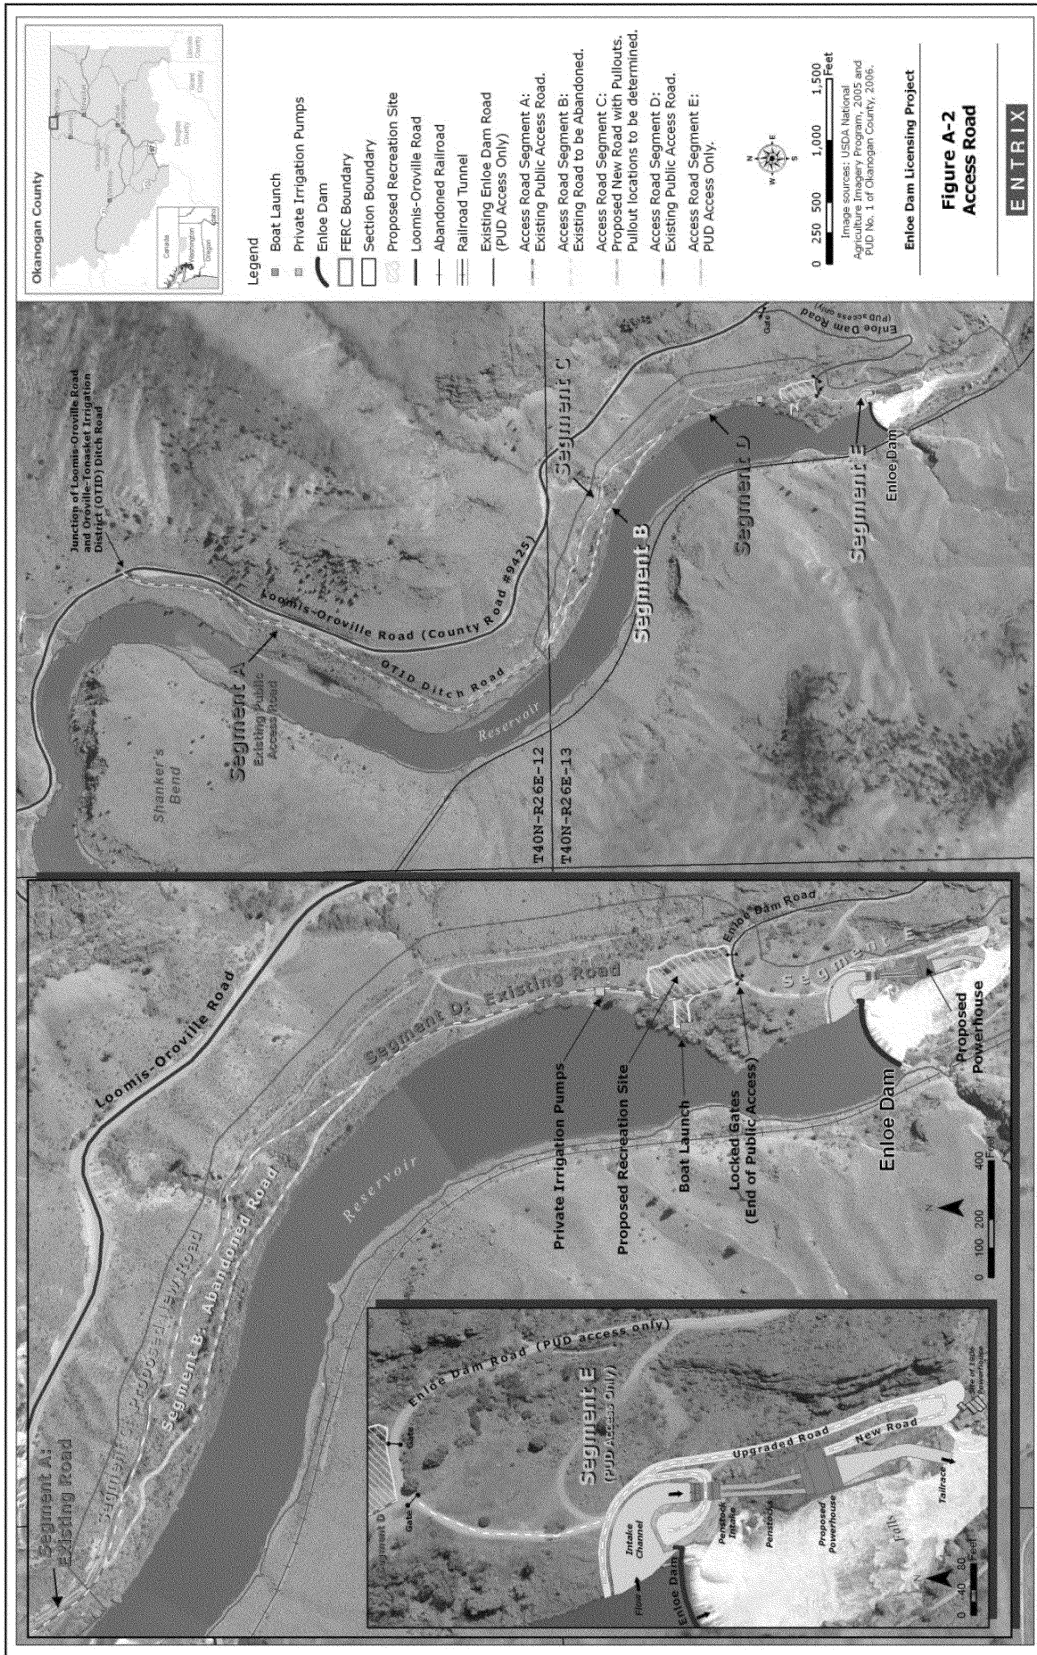 Okanogan County
Canada
Washington
Oregon
Idaho
Douglas
County
Grant
County
Lincoln
County
Legend
Boat Launch
Private Irrigation Pumps
Enloe Dam
FERC Boundary
Section Boundary
Proposed Recreation Site
Loomis-Oroville Road
Abandoned Railroad
Railroad Tunnel
Existing Enloe Dam Road
(PUD Access Only)
Access Road Segment A:
Existing Public Access Road.
Access Road Segment B:
Existing Road to be Abandoned.
Access Road Segment C:
Proposed New Road with Pullouts.
Pullout locations to be determined.
Access Road Segment D:
Existing Public Access Road.
Access Road Segment E:
PUD Access Only.
N
W
E
S
0 250 500 1,000 1,500
Feet
Image sources: USDA National
Agriculture Imagery Program, 2005 and
PUD No. 1 of Okanogan County, 2006.
Enloe Dam Licensing Project
Figure A-2
Access Road
ENTRIX
Junction of Loomis-Oroville Road
and Oroville-Tonasket Irrigation
District (OTID) Ditch Road
Shanker's
Bend
Segment A
Existing Public
Access Road
Loomis-Oroville Road (County Road #9425)
OTID Ditch Road
Reservoir
T40N-R26E-12
T40N-R26E-13
Segment C
Segment B
Segment D
Segment E
Enloe Dam
Gate
Enloe Dam Road
(PUD access only)
Segment A:
Existing Road
Segment C: Proposed New Road
Segment B: Abandoned Road
Loomis-Oroville Road
Reservoir
Segment D: Existing Road
Private Irrigation Pumps
Proposed Recreation Site
Boat Launch
Locked Gates
(End of Public Access)
Enloe Dam Road
Segment E
Enloe Dam
Proposed
Powerhouse
N
0 100 200 400
Feet
Segment D
Gate
Gate
Enloe Dam Road (PUD access only)
Segment E
(PUD Access Only)
Intake
Channel
Flow
Enloe Dam
Penstock
Intake
Penstocks
Proposed
Powerhouse
Upgraded Road
New Road
Tailrace
Site of 1906
Powerhouse
Falls
N
0 40 80
Feet